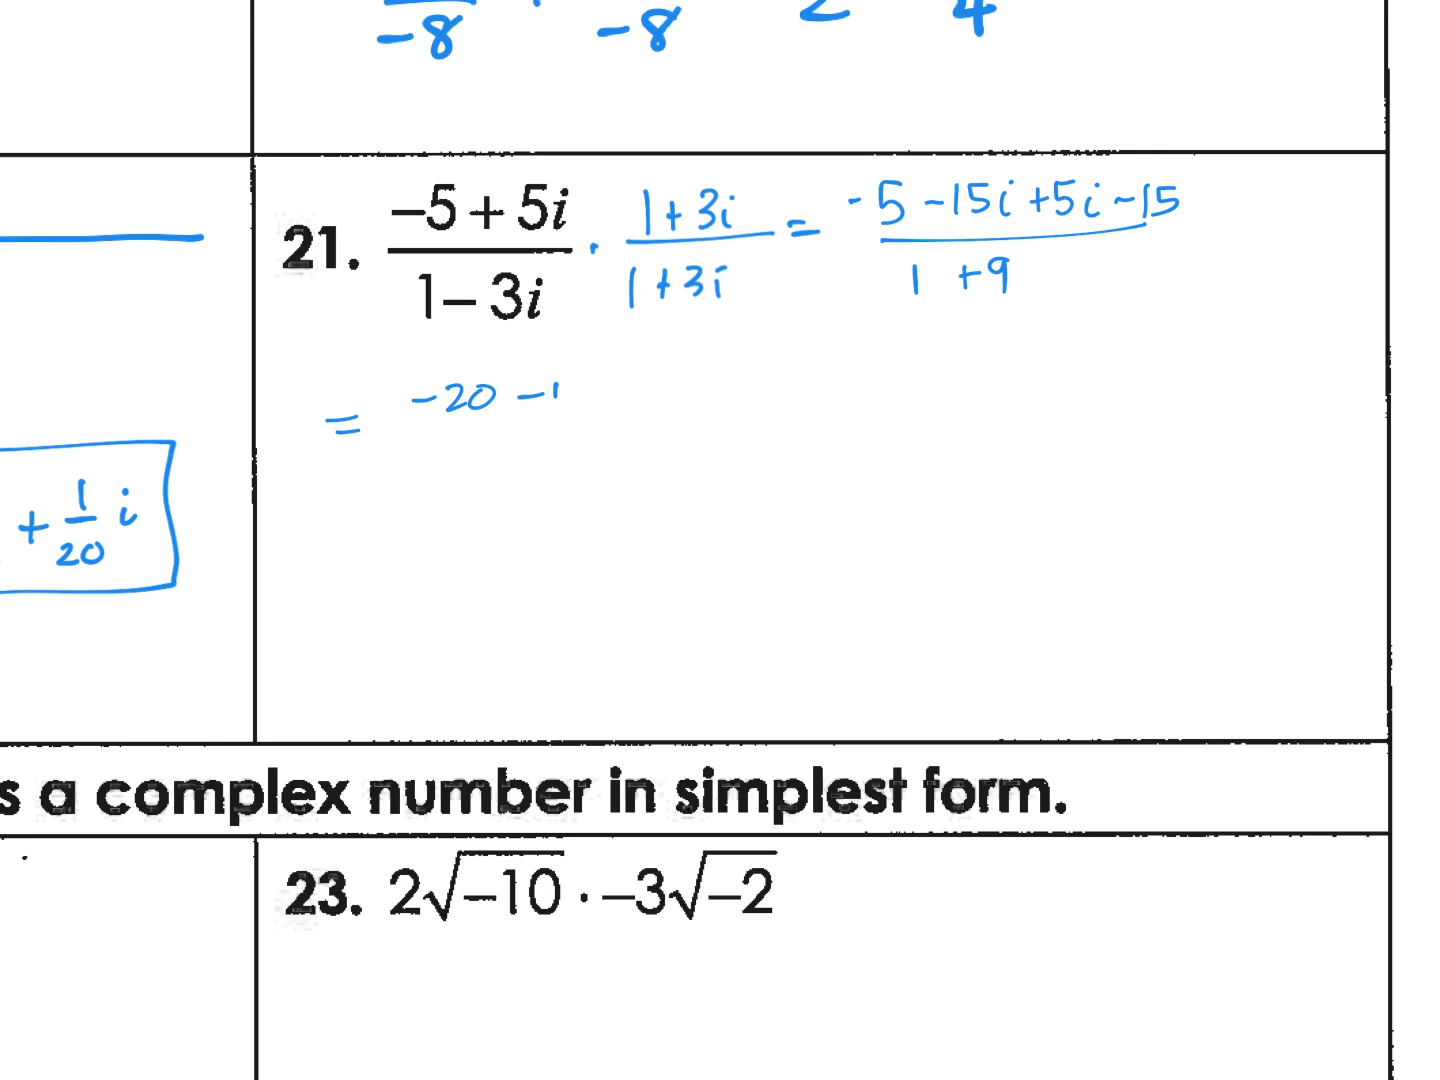 -8 -8 2 4
21. (−5 + 5i)/(1 – 3i) · (1 + 3i)/(1 + 3i) = (-5 -15i +5i -15)/(1 + 9)
= -20 -
+ 1/20 i
s a complex number in simplest form.
23. 2√−10 · −3√−2